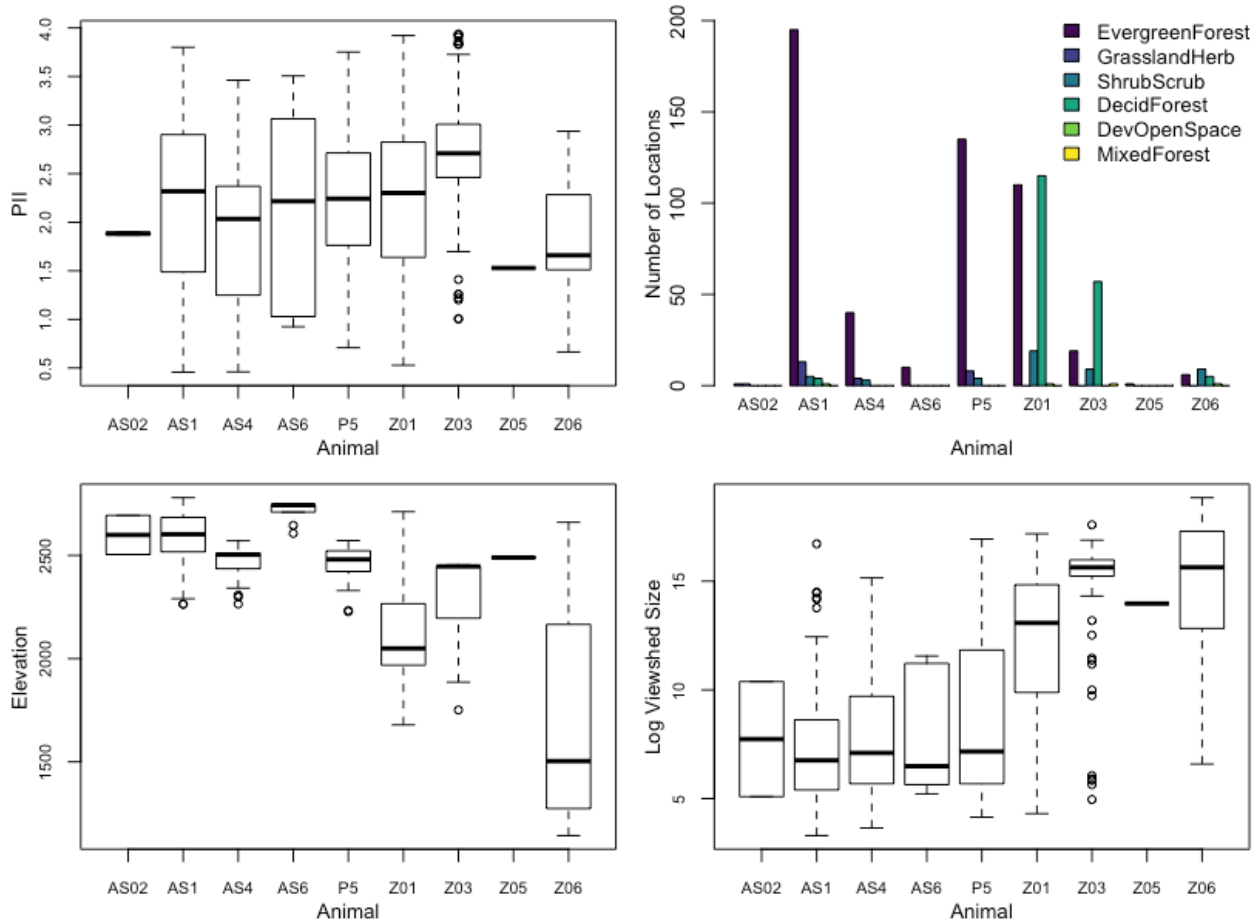 PII
4.0
3.5
3.0
2.5
2.0
1.5
1.0
0.5
AS02 AS1 AS4 AS6 P5 Z01 Z03 Z05 Z06
Animal
Number of Locations
200
150
100
50
0
EvergreenForest
GrasslandHerb
ShrubScrub
DecidForest
DevOpenSpace
MixedForest
AS02 AS1 AS4 AS6 P5 Z01 Z03 Z05 Z06
Animal
Elevation
2500
2000
1500
AS02 AS1 AS4 AS6 P5 Z01 Z03 Z05 Z06
Animal
Log Viewshed Size
15
10
5
AS02 AS1 AS4 AS6 P5 Z01 Z03 Z05 Z06
Animal